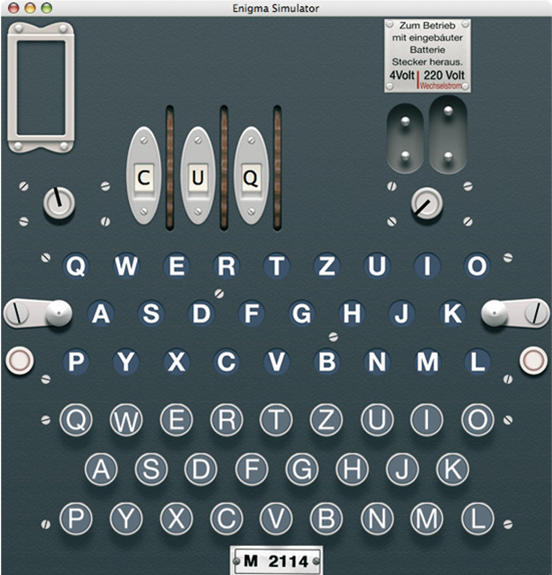 Enigma Simulator
Zum Betrieb
mit eingebäuter
Batterie
Stecker heraus.
4Volt | 220 Volt
Wechselstrom
C U Q
Q W E R T Z U I O
A S D F G H J K
P Y X C V B N M L
Q W E R T Z U I O
A S D F G H J K
P Y X C V B N M L
M 2114